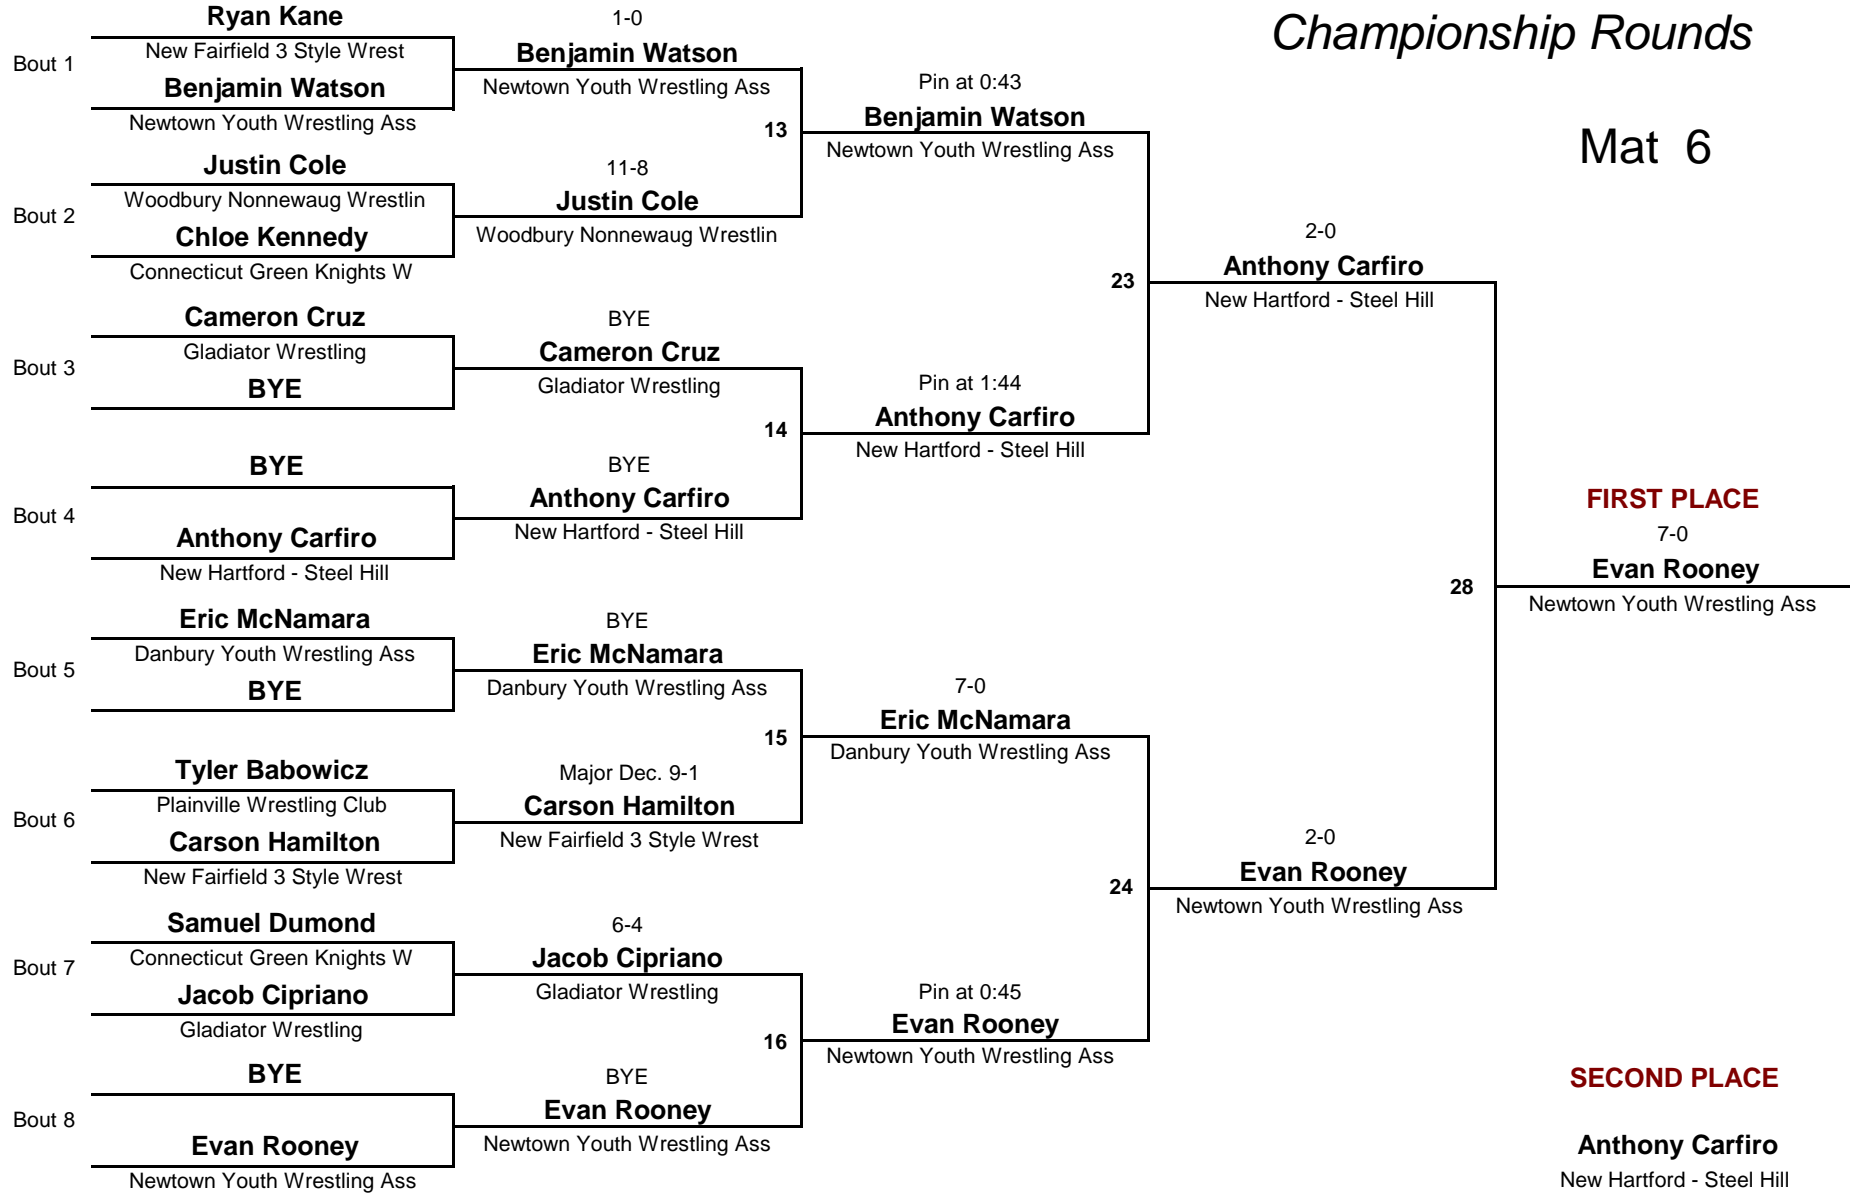 Championship Rounds
Mat 6
Bout 1
Ryan Kane
New Fairfield 3 Style Wrest
Benjamin Watson
Newtown Youth Wrestling Ass
Bout 2
Justin Cole
Woodbury Nonnewaug Wrestlin
Chloe Kennedy
Connecticut Green Knights W
Bout 3
Cameron Cruz
Gladiator Wrestling
BYE
Bout 4
BYE
Anthony Carfiro
New Hartford - Steel Hill
Bout 5
Eric McNamara
Danbury Youth Wrestling Ass
BYE
Bout 6
Tyler Babowicz
Plainville Wrestling Club
Carson Hamilton
New Fairfield 3 Style Wrest
Bout 7
Samuel Dumond
Connecticut Green Knights W
Jacob Cipriano
Gladiator Wrestling
Bout 8
BYE
Evan Rooney
Newtown Youth Wrestling Ass
1-0
Benjamin Watson
Newtown Youth Wrestling Ass
13
11-8
Justin Cole
Woodbury Nonnewaug Wrestlin
BYE
Cameron Cruz
Gladiator Wrestling
14
BYE
Anthony Carfiro
New Hartford - Steel Hill
BYE
Eric McNamara
Danbury Youth Wrestling Ass
15
Major Dec. 9-1
Carson Hamilton
New Fairfield 3 Style Wrest
6-4
Jacob Cipriano
Gladiator Wrestling
16
BYE
Evan Rooney
Newtown Youth Wrestling Ass
Pin at 0:43
Benjamin Watson
Newtown Youth Wrestling Ass
23
Pin at 1:44
Anthony Carfiro
New Hartford - Steel Hill
7-0
Eric McNamara
Danbury Youth Wrestling Ass
24
Pin at 0:45
Evan Rooney
Newtown Youth Wrestling Ass
2-0
Anthony Carfiro
New Hartford - Steel Hill
28
2-0
Evan Rooney
Newtown Youth Wrestling Ass
FIRST PLACE
7-0
Evan Rooney
Newtown Youth Wrestling Ass
SECOND PLACE
Anthony Carfiro
New Hartford - Steel Hill